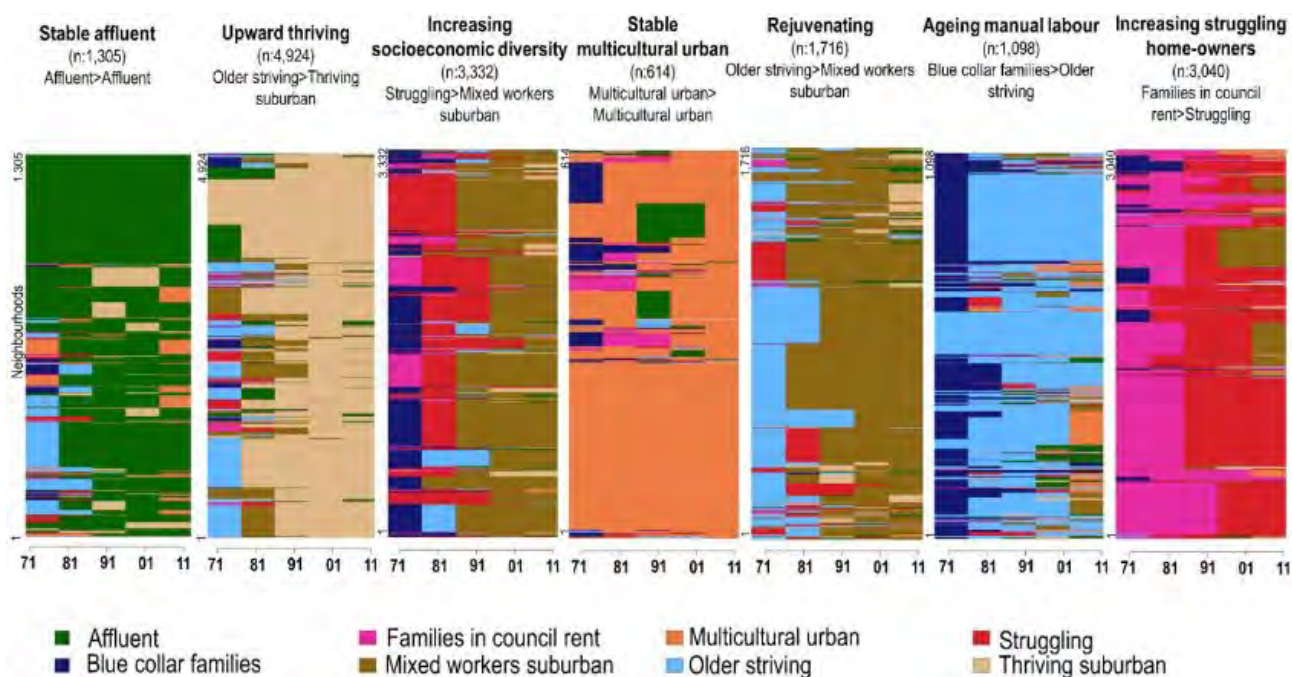 Stable affluent
(n:1,305)
Affluent>Affluent
Upward thriving
(n:4,924)
Older striving>Thriving
suburban
Increasing
socioeconomic diversity
(n:3,332)
Struggling>Mixed workers
suburban
Stable
multicultural urban
(n:614)
Multicultural urban>
Multicultural urban
Rejuvenating
(n:1,716)
Older striving>Mixed workers
suburban
Ageing manual labour
(n:1,098)
Blue collar families>Older
striving
Increasing struggling
home-owners
(n:3,040)
Families in council
rent>Struggling
1.305
4.924
3.332
614
1.716
1.098
3.040
Neighbourhoods
1 1 1 1 1 1 1
71 81 91 01 11
71 81 91 01 11
71 81 91 01 11
71 81 91 01 11
71 81 91 01 11
71 81 91 01 11
71 81 91 01 11
Affluent
Blue collar families
Families in council rent
Mixed workers suburban
Multicultural urban
Older striving
Struggling
Thriving suburban